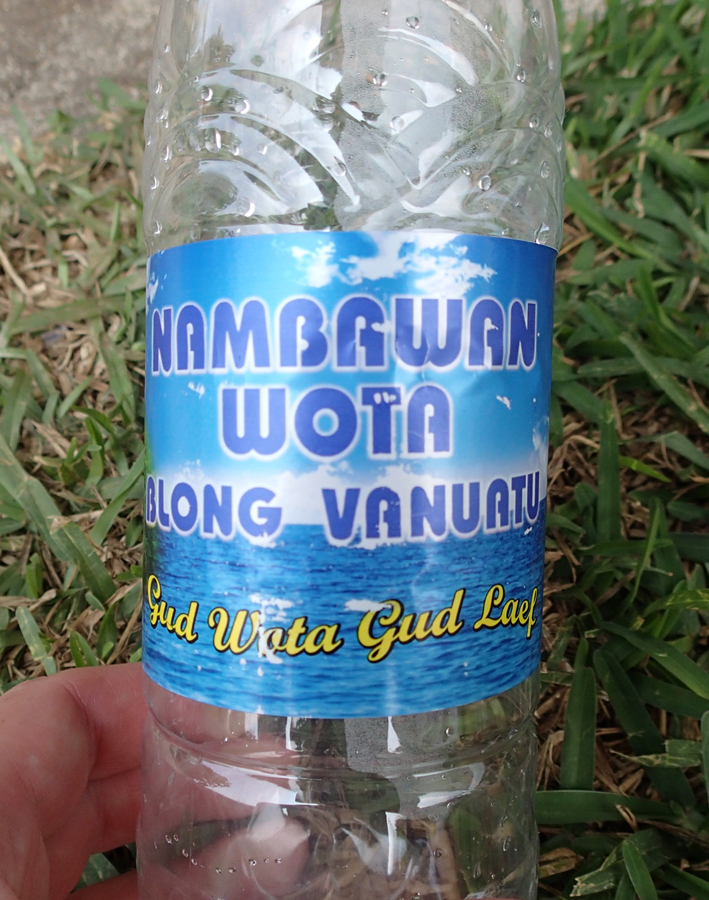 NAMBAWAN
WOTA
BLONG VANUATU
Gud Wota Gud Laef